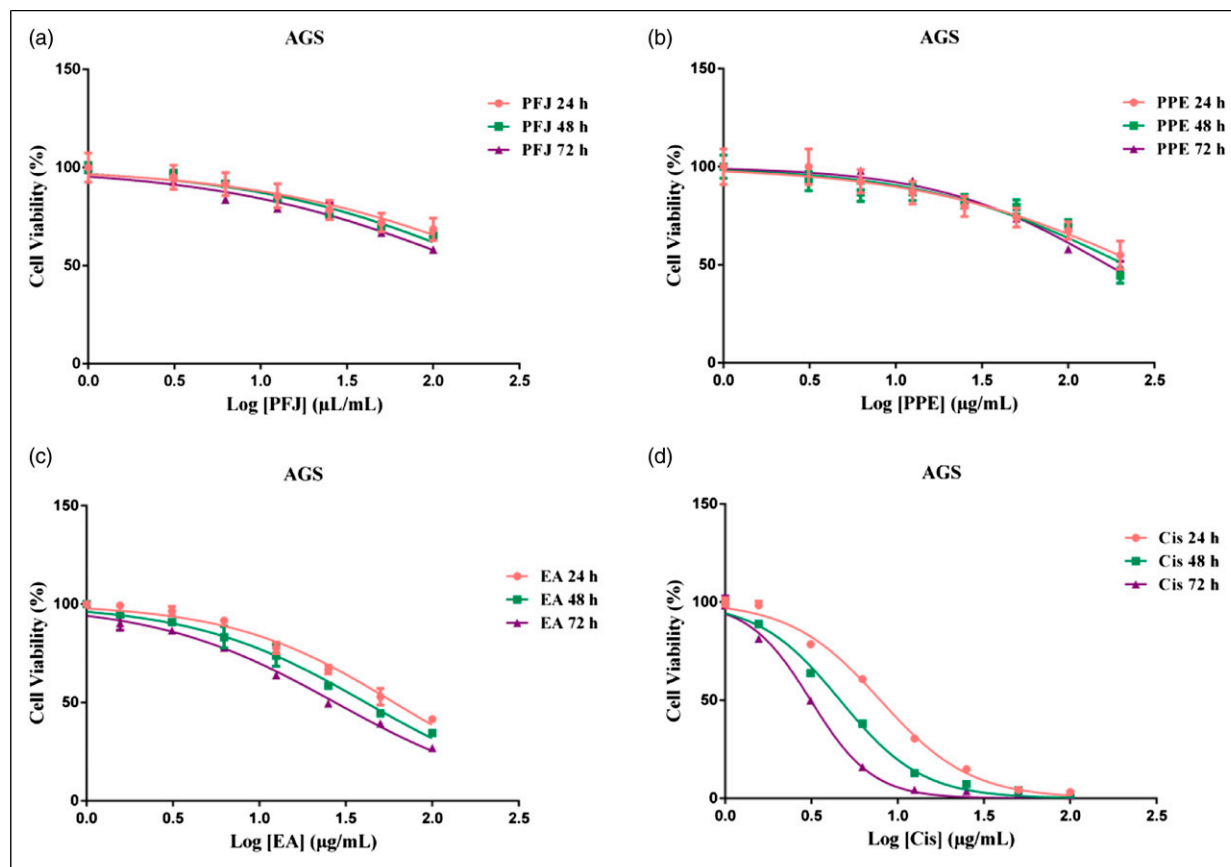 (a)
AGS
150
100
50
0
Cell Viability (%)
PFJ 24 h
PFJ 48 h
PFJ 72 h
0.0 0.5 1.0 1.5 2.0 2.5
Log [PFJ] (µL/mL)
(b)
AGS
150
100
50
0
Cell Viability (%)
PPE 24 h
PPE 48 h
PPE 72 h
0.0 0.5 1.0 1.5 2.0 2.5
Log [PPE] (µg/mL)
(c)
AGS
150
100
50
0
Cell Viability (%)
EA 24 h
EA 48 h
EA 72 h
0.0 0.5 1.0 1.5 2.0 2.5
Log [EA] (µg/mL)
(d)
AGS
150
100
50
0
Cell Viability (%)
Cis 24 h
Cis 48 h
Cis 72 h
0.0 0.5 1.0 1.5 2.0 2.5
Log [Cis] (µg/mL)